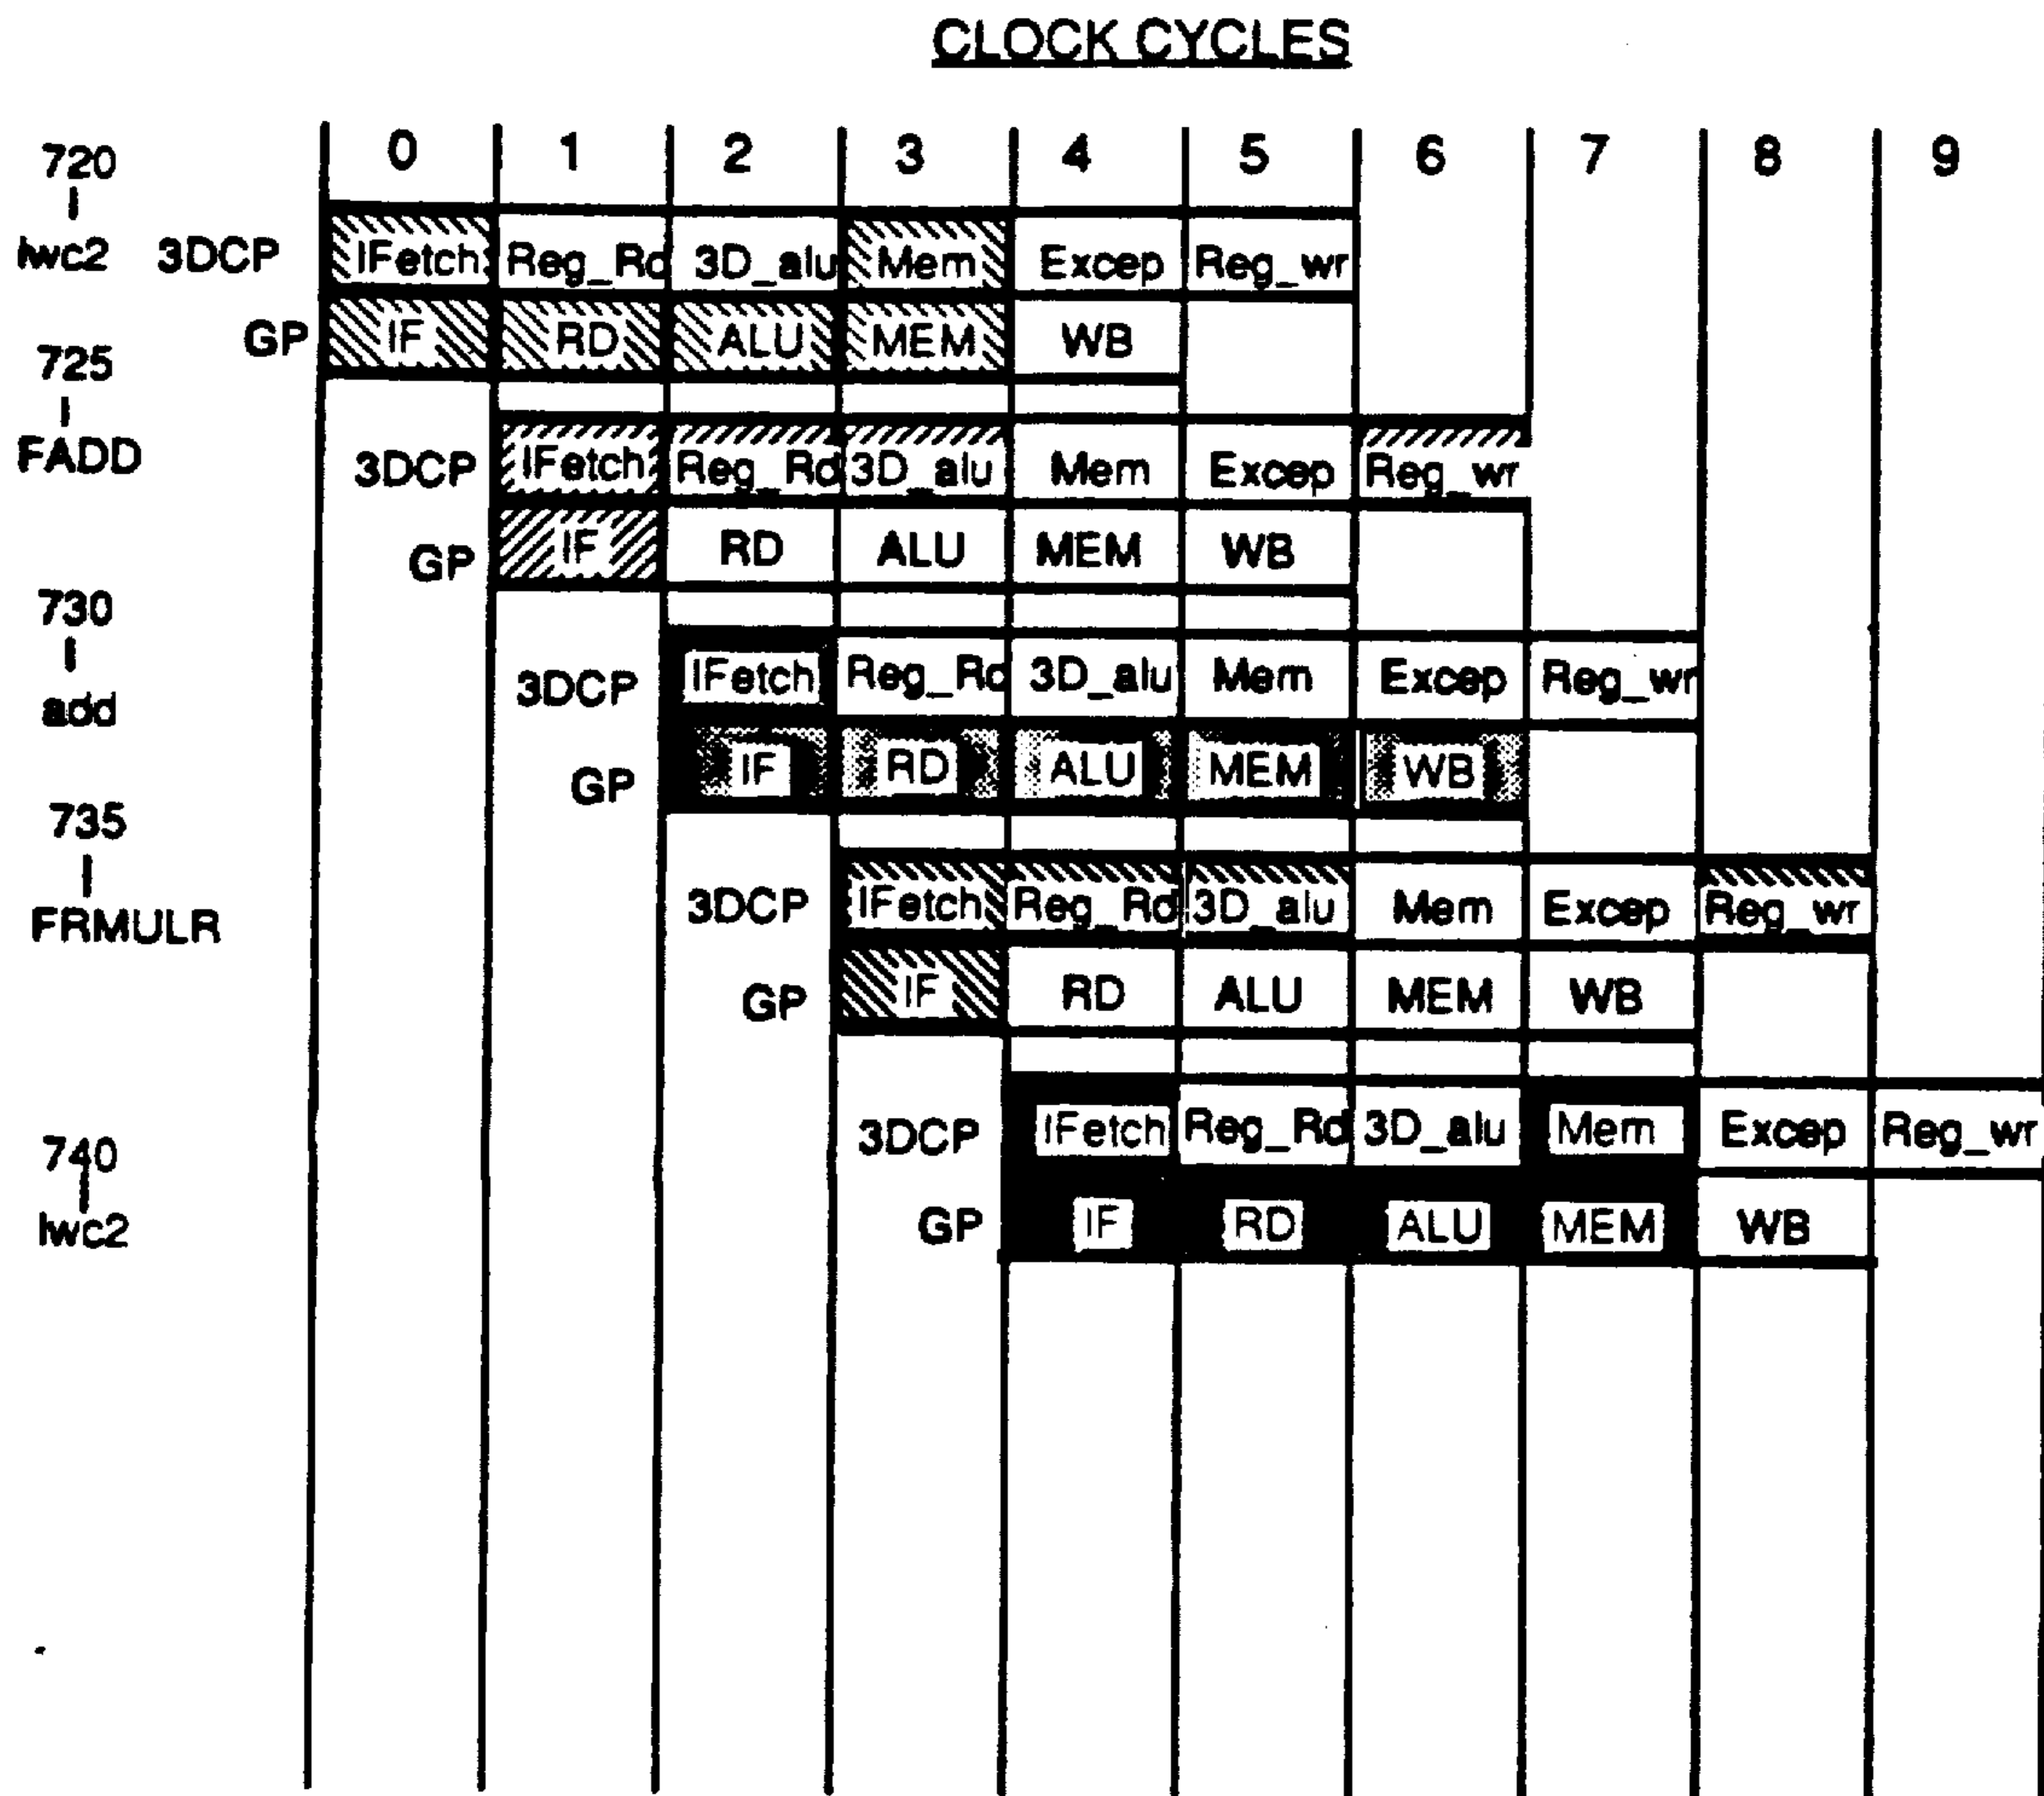 CLOCK CYCLES
0 1 2 3 4 5 6 7 8 9
720
lwc2 3DCP IFetch Reg_Rd 3D_alu Mem Excep Reg_wr
GP IF RD ALU MEM WB
725
FADD 3DCP IFetch Reg_Rd 3D_alu Mem Excep Reg_wr
GP IF RD ALU MEM WB
730
add 3DCP IFetch Reg_Rd 3D_alu Mem Excep Reg_wr
GP IF RD ALU MEM WB
735
FRMULR 3DCP IFetch Reg_Rd 3D_alu Mem Excep Reg_wr
GP IF RD ALU MEM WB
740
lwc2 3DCP IFetch Reg_Rd 3D_alu Mem Excep Reg_wr
GP IF RD ALU MEM WB